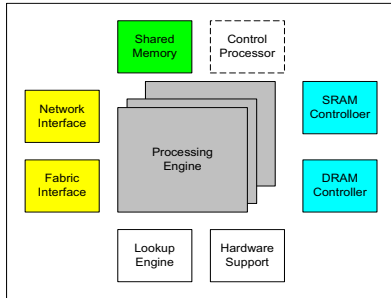 Shared
Memory
Control
Processor
Network
Interface
SRAM
Controlloer
Processing
Engine
Fabric
Interface
DRAM
Controller
Lookup
Engine
Hardware
Support